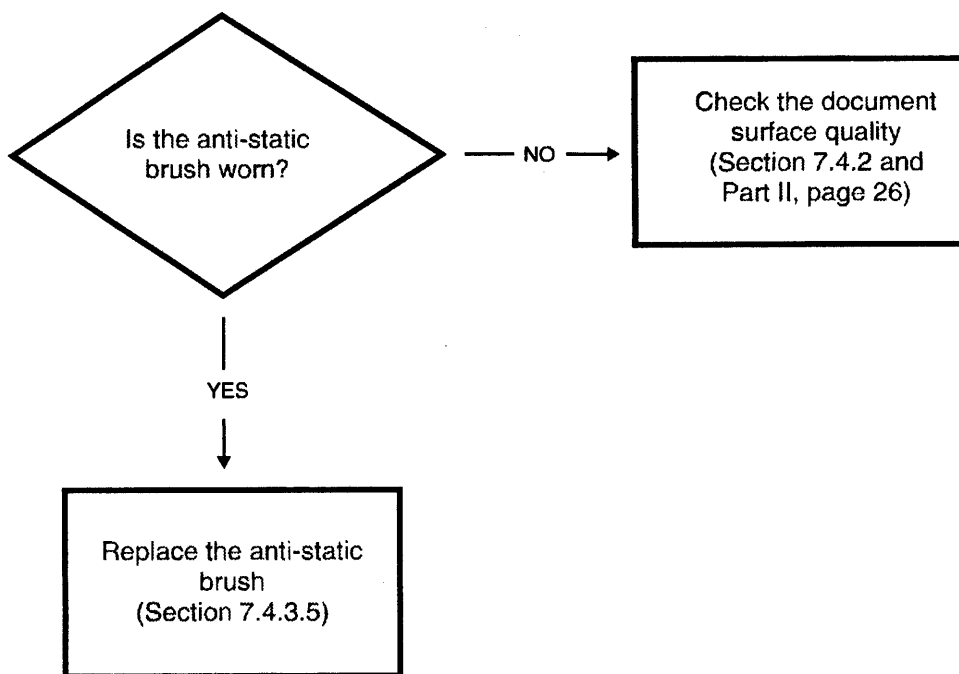 Is the anti-static
brush worn?
NO
Check the document
surface quality
(Section 7.4.2 and
Part II, page 26)
YES
Replace the anti-static
brush
(Section 7.4.3.5)